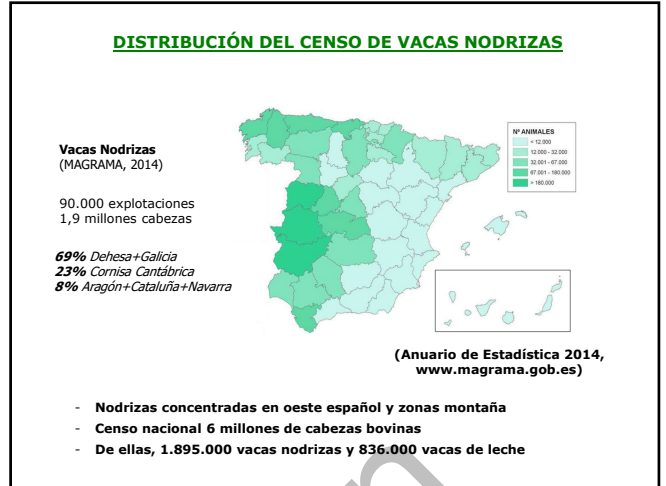 DISTRIBUCIÓN DEL CENSO DE VACAS NODRIZAS
Vacas Nodrizas
(MAGRAMA, 2014)
90.000 explotaciones
1,9 millones cabezas
69% Dehesa+Galicia
23% Cornisa Cantábrica
8% Aragón+Cataluña+Navarra
Nº ANIMALES
< 12.000
12.000 - 32.000
32.001 - 67.000
67.001 - 160.000
> 160.000
(Anuario de Estadística 2014,
www.magrama.gob.es)
- Nodrizas concentradas en oeste español y zonas montaña
- Censo nacional 6 millones de cabezas bovinas
- De ellas, 1.895.000 vacas nodrizas y 836.000 vacas de leche